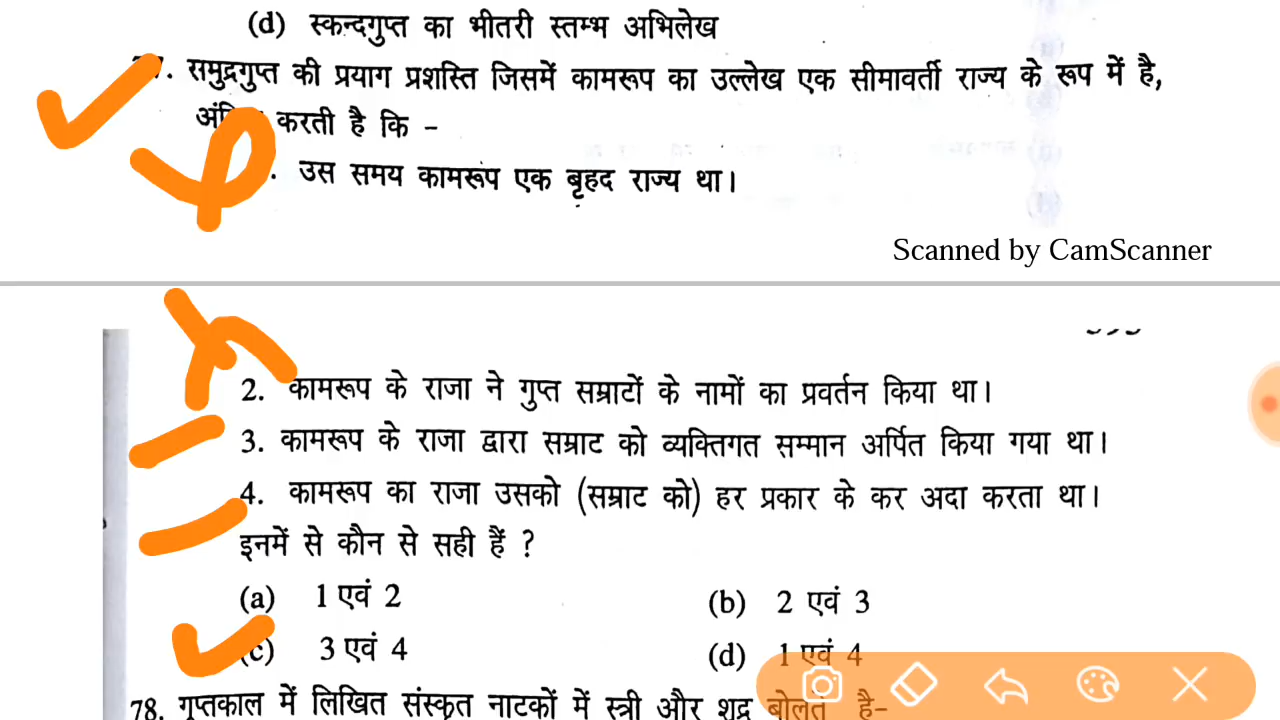 (d) स्कन्दगुप्त का भीतरी स्तम्भ अभिलेख
7. समुद्रगुप्त की प्रयाग प्रशस्ति जिसमें कामरूप का उल्लेख एक सीमावर्ती राज्य के रूप में है,
करती है कि -
. उस समय कामरूप एक बृहद राज्य था।
Scanned by CamScanner
2. कामरूप के राजा ने गुप्त सम्राटों के नामों का प्रवर्तन किया था।
3. कामरूप के राजा द्वारा सम्राट को व्यक्तिगत सम्मान अर्पित किया गया था।
4. कामरूप का राजा उसको (सम्राट को) हर प्रकार के कर अदा करता था।
इनमें से कौन से सही हैं ?
(a) 1 एवं 2 (b) 2 एवं 3
(c) 3 एवं 4 (d) 1 एवं 4
78. गुप्तकाल में लिखित संस्कृत नाटकों में स्त्री और शूद्र बोलते है-